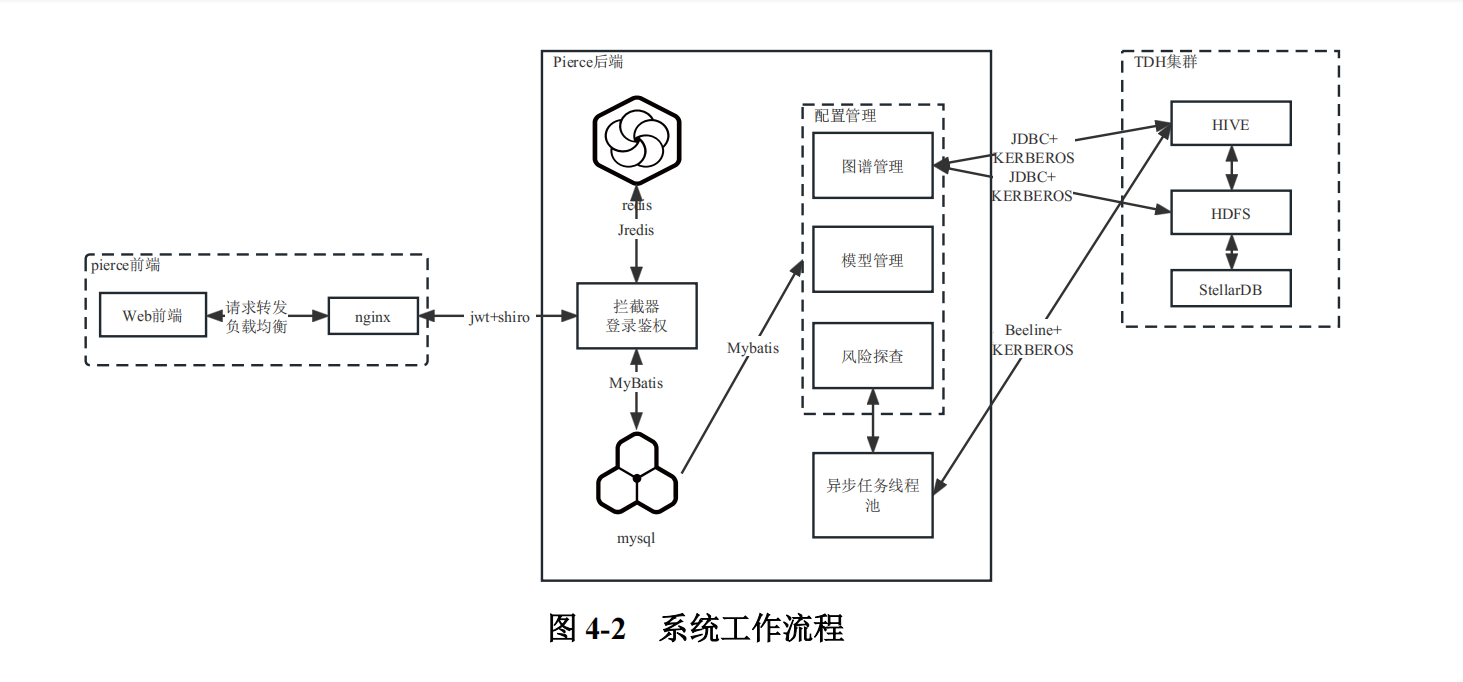 Pierce后端
TDH集群
配置管理
HIVE
JDBC+
KERBEROS
图谱管理
JDBC+
KERBEROS
redis
HDFS
Jredis
模型管理
pierce前端
StellarDB
Web前端
请求转发
负载均衡
nginx
jwt+shiro
拦截器
登录鉴权
Beeline+
KERBEROS
Mybatis
风险探查
MyBatis
异步任务线程
池
mysql
图 4-2 系统工作流程